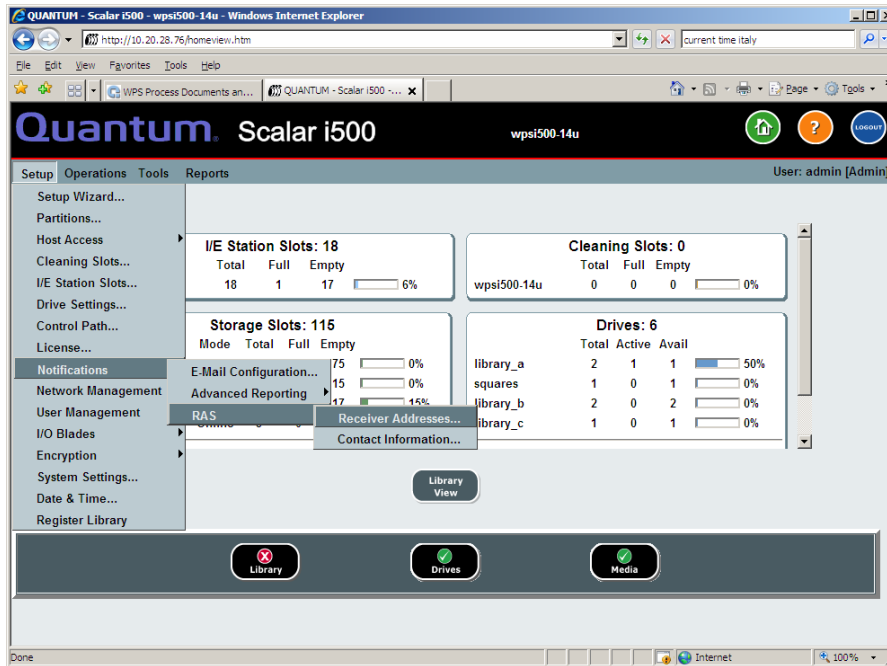 QUANTUM - Scalar i500 - wpsi500-14u - Windows Internet Explorer
http://10.20.28.76/homeview.htm
current time italy
File Edit View Favorites Tools Help
WPS Process Documents an...
QUANTUM - Scalar i500 -...
Page Tools
Quantum. Scalar i500
wpsi500-14u
LOGOUT
Setup Operations Tools Reports
User: admin [Admin]
Setup Wizard...
Partitions...
Host Access
Cleaning Slots...
I/E Station Slots...
Drive Settings...
Control Path...
License...
Notifications
Network Management
User Management
I/O Blades
Encryption
System Settings...
Date & Time...
Register Library
E-Mail Configuration...
Advanced Reporting
RAS
Receiver Addresses...
Contact Information...
I/E Station Slots: 18
Total Full Empty
18 1 17 6%
Cleaning Slots: 0
Total Full Empty
wpsi500-14u 0 0 0 0%
Storage Slots: 115
Mode Total Full Empty
75 0%
15 0%
17 15%
Drives: 6
Total Active Avail
library_a 2 1 1 50%
squares 1 0 1 0%
library_b 2 0 2 0%
library_c 1 0 1 0%
Library View
Library
Drives
Media
Done
Internet
100%